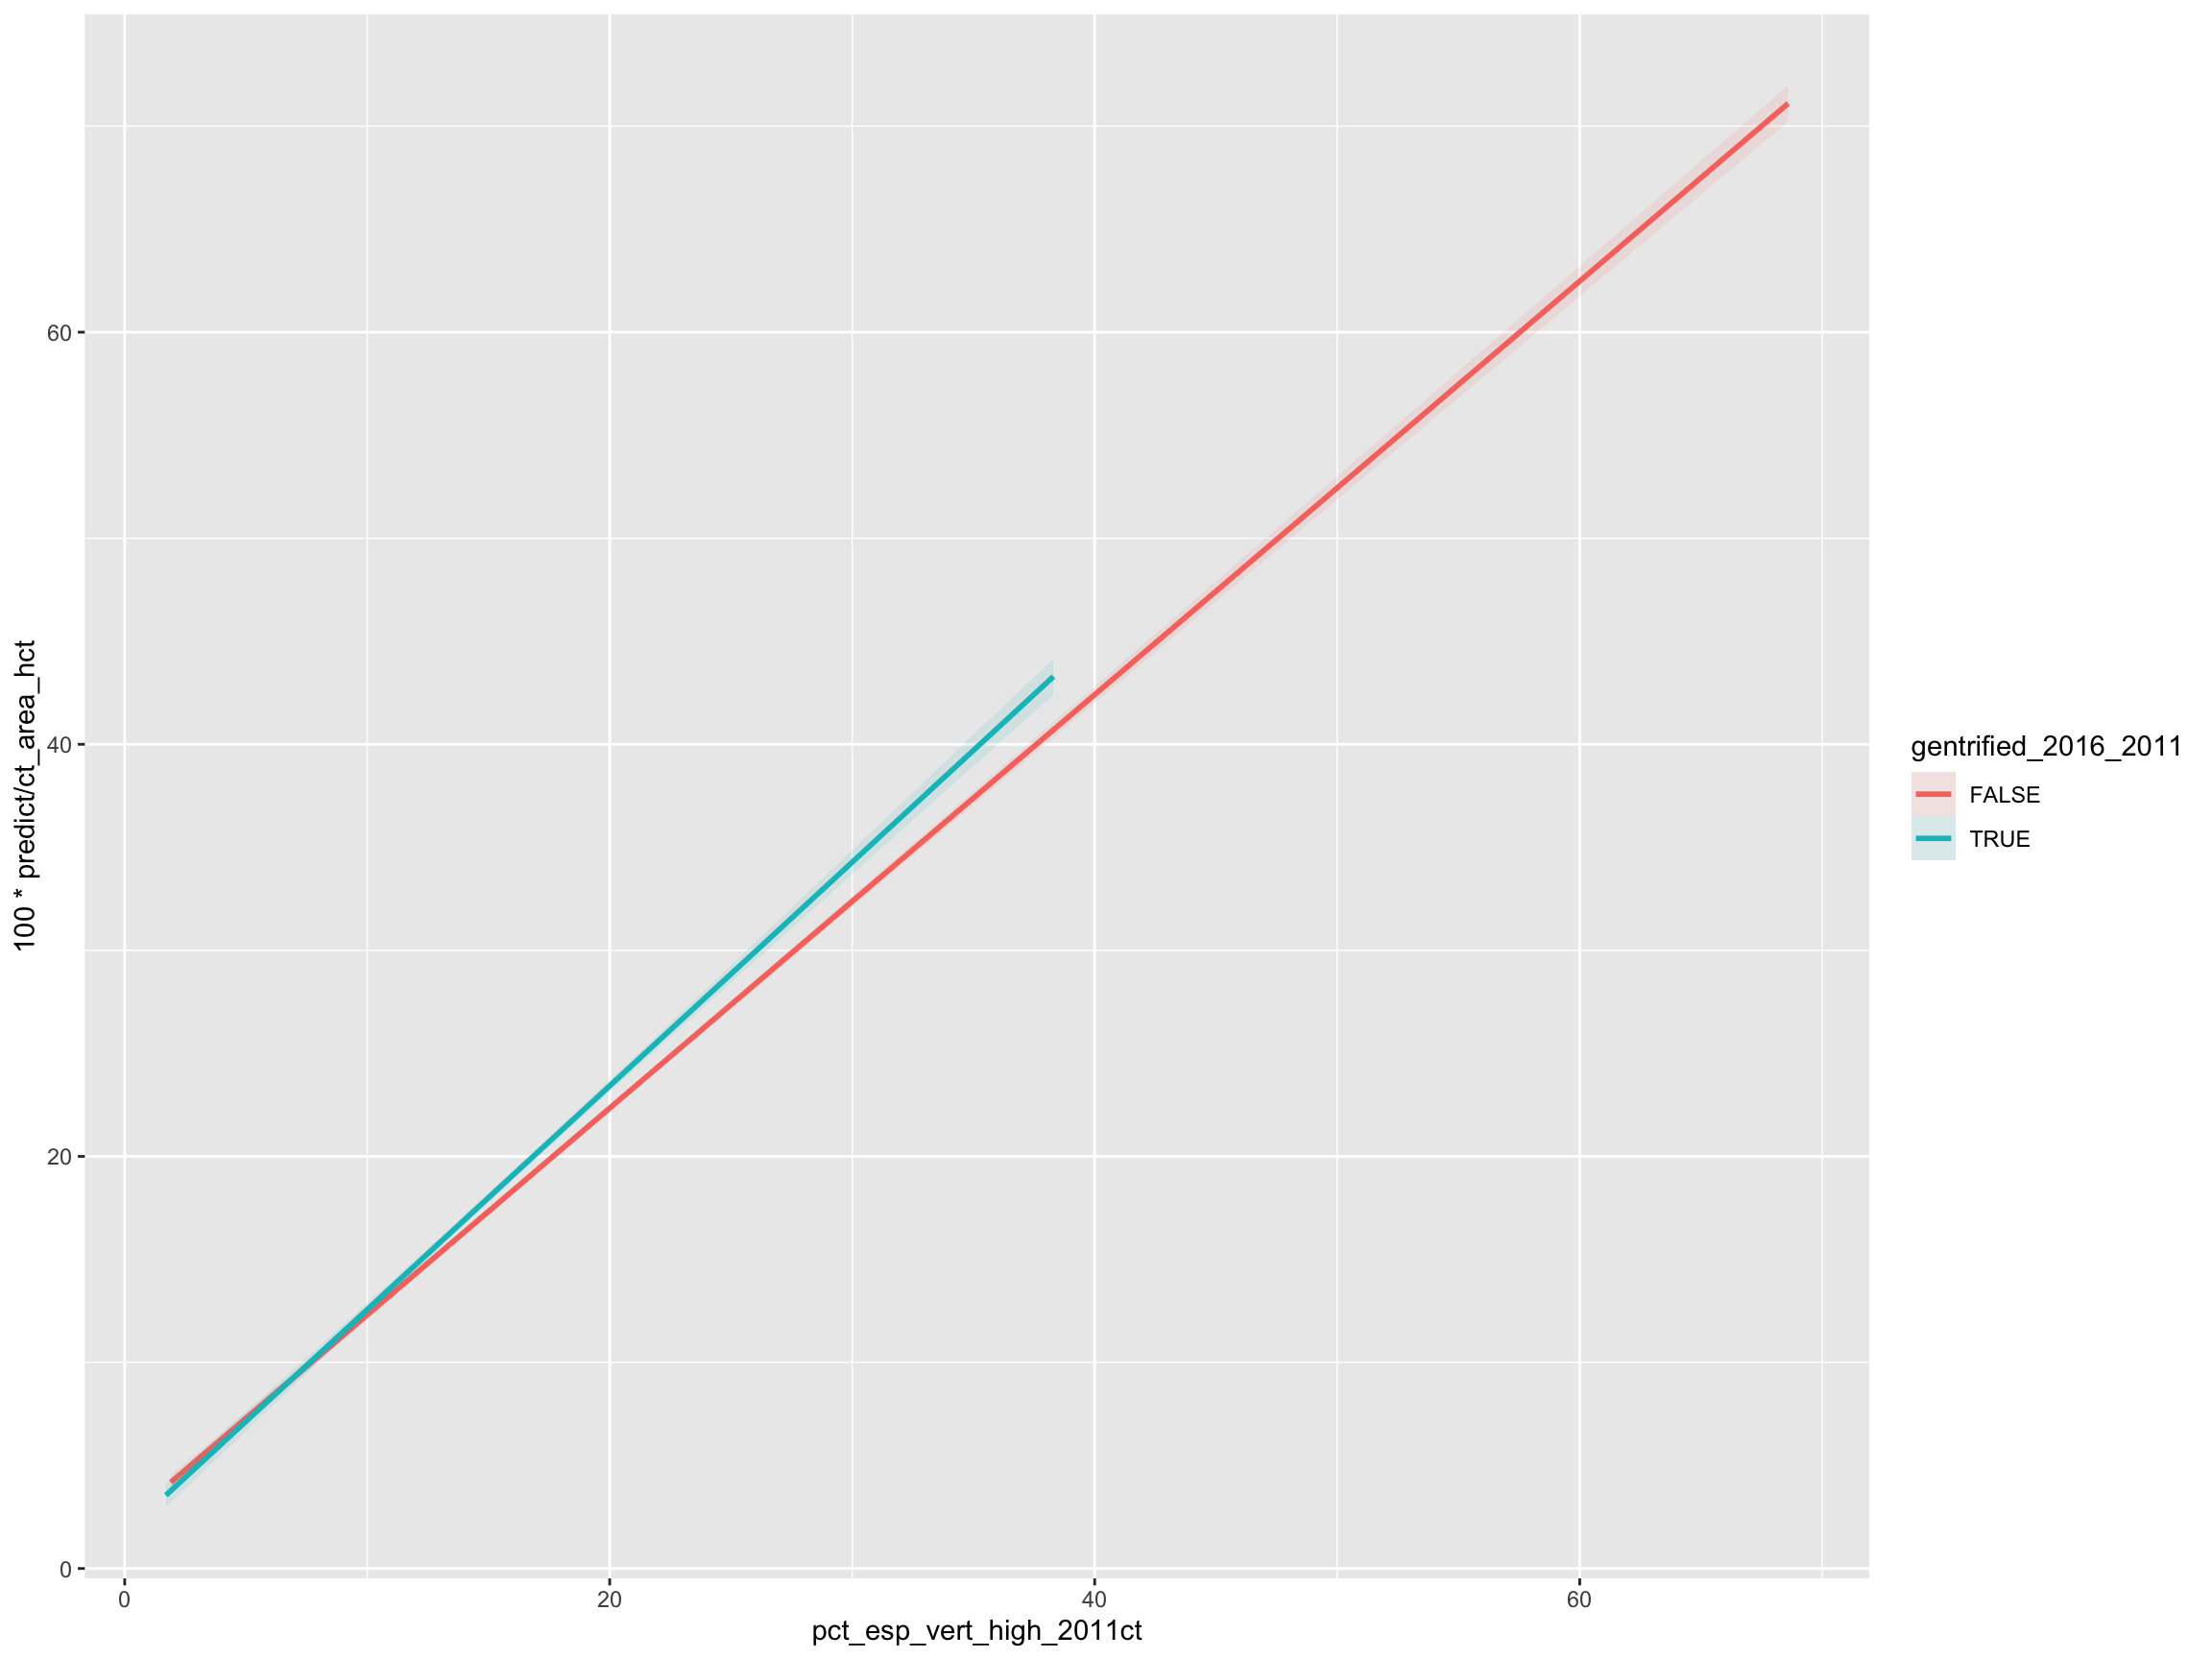 100 * predict/ct_area_hct
60
40
20
0
0 20 40 60
pct_esp_vert_high_2011ct
gentrified_2016_2011
FALSE
TRUE